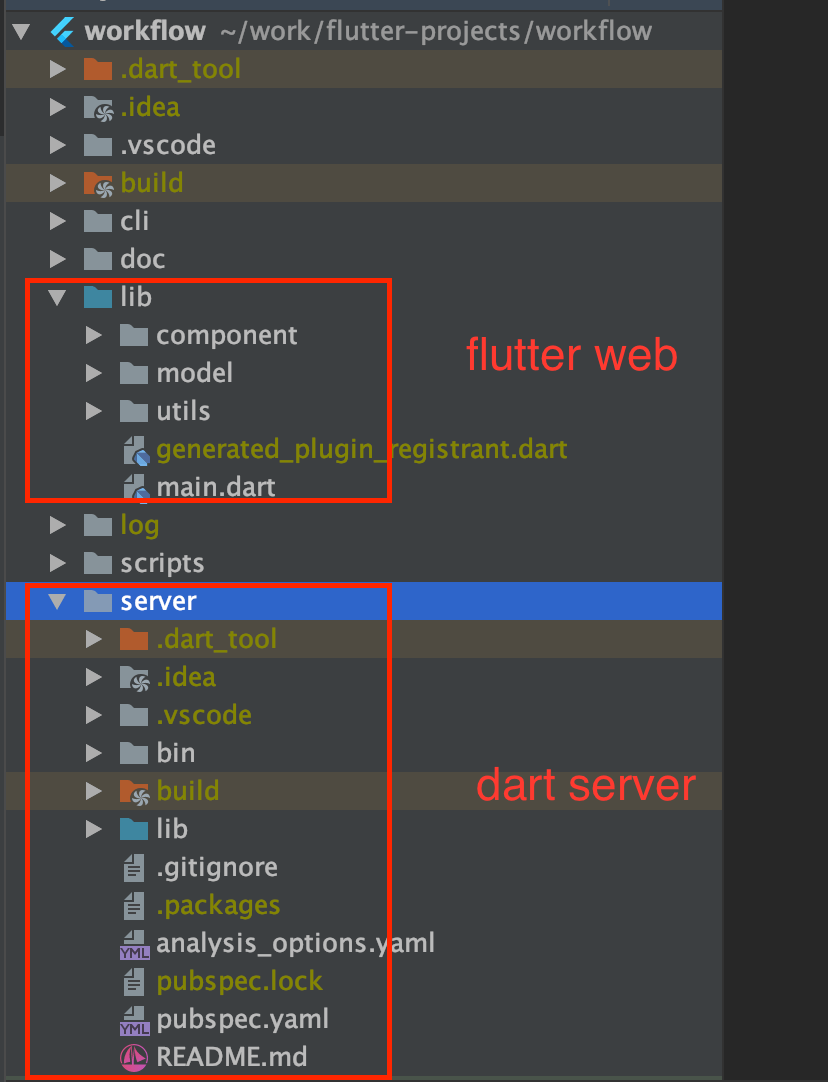 workflow ~/work/flutter-projects/workflow
.dart_tool
.idea
.vscode
build
cli
doc
lib
component
flutter web
model
utils
generated_plugin_registrant.dart
main.dart
log
scripts
server
.dart_tool
.idea
.vscode
bin
build
dart server
lib
.gitignore
.packages
YML analysis_options.yaml
pubspec.lock
YML pubspec.yaml
README.md